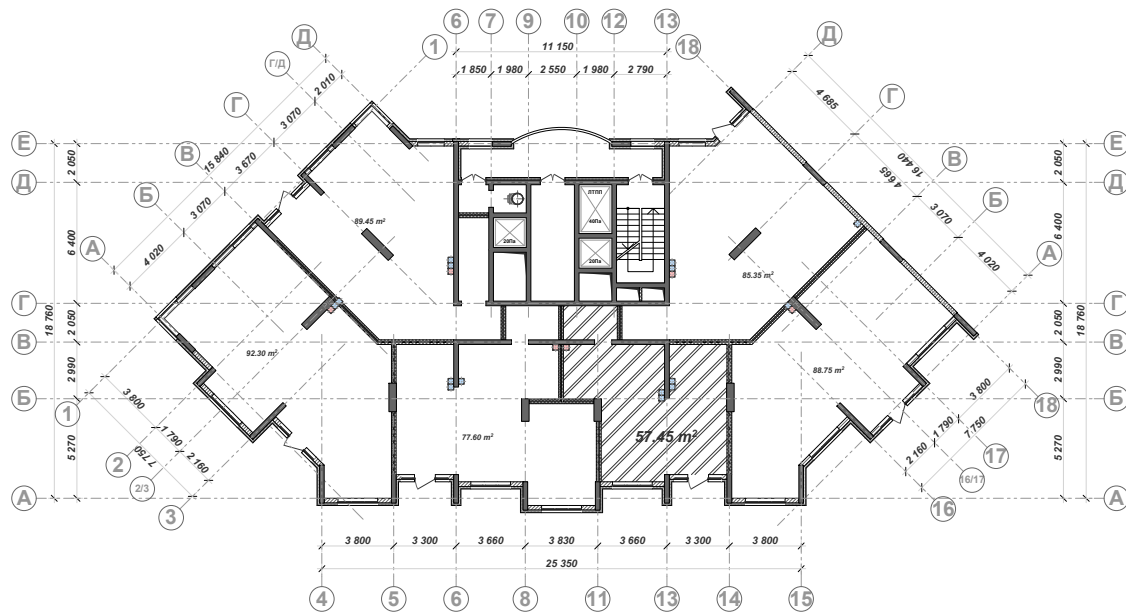 6
7
9
10
12
13
18
1
Д
Г/Д
Г
В
Б
А
Д
Г
В
Б
А
11 150
1 850
1 980
2 550
1 980
2 790
2 010
3 070
3 670
15 840
3 070
4 020
4 685
16 440
4 665
3 070
4 020
Е
Д
Г
В
Б
А
2 050
6 400
2 050
2 990
5 270
18 760
Е
Д
Г
В
Б
А
2 050
6 400
2 050
2 990
5 270
18 760
ПТПП
40Па
20Па
20Па
89.45 m²
85.35 m²
92.30 m²
88.75 m²
77.60 m²
57.45 m²
1
2
2/3
3
3 800
1 790
7 750
2 160
3 800
1 790
7 750
2 160
18
17
16/17
16
3 800
3 300
3 660
3 830
3 660
3 300
3 800
25 350
4
5
6
8
11
13
14
15